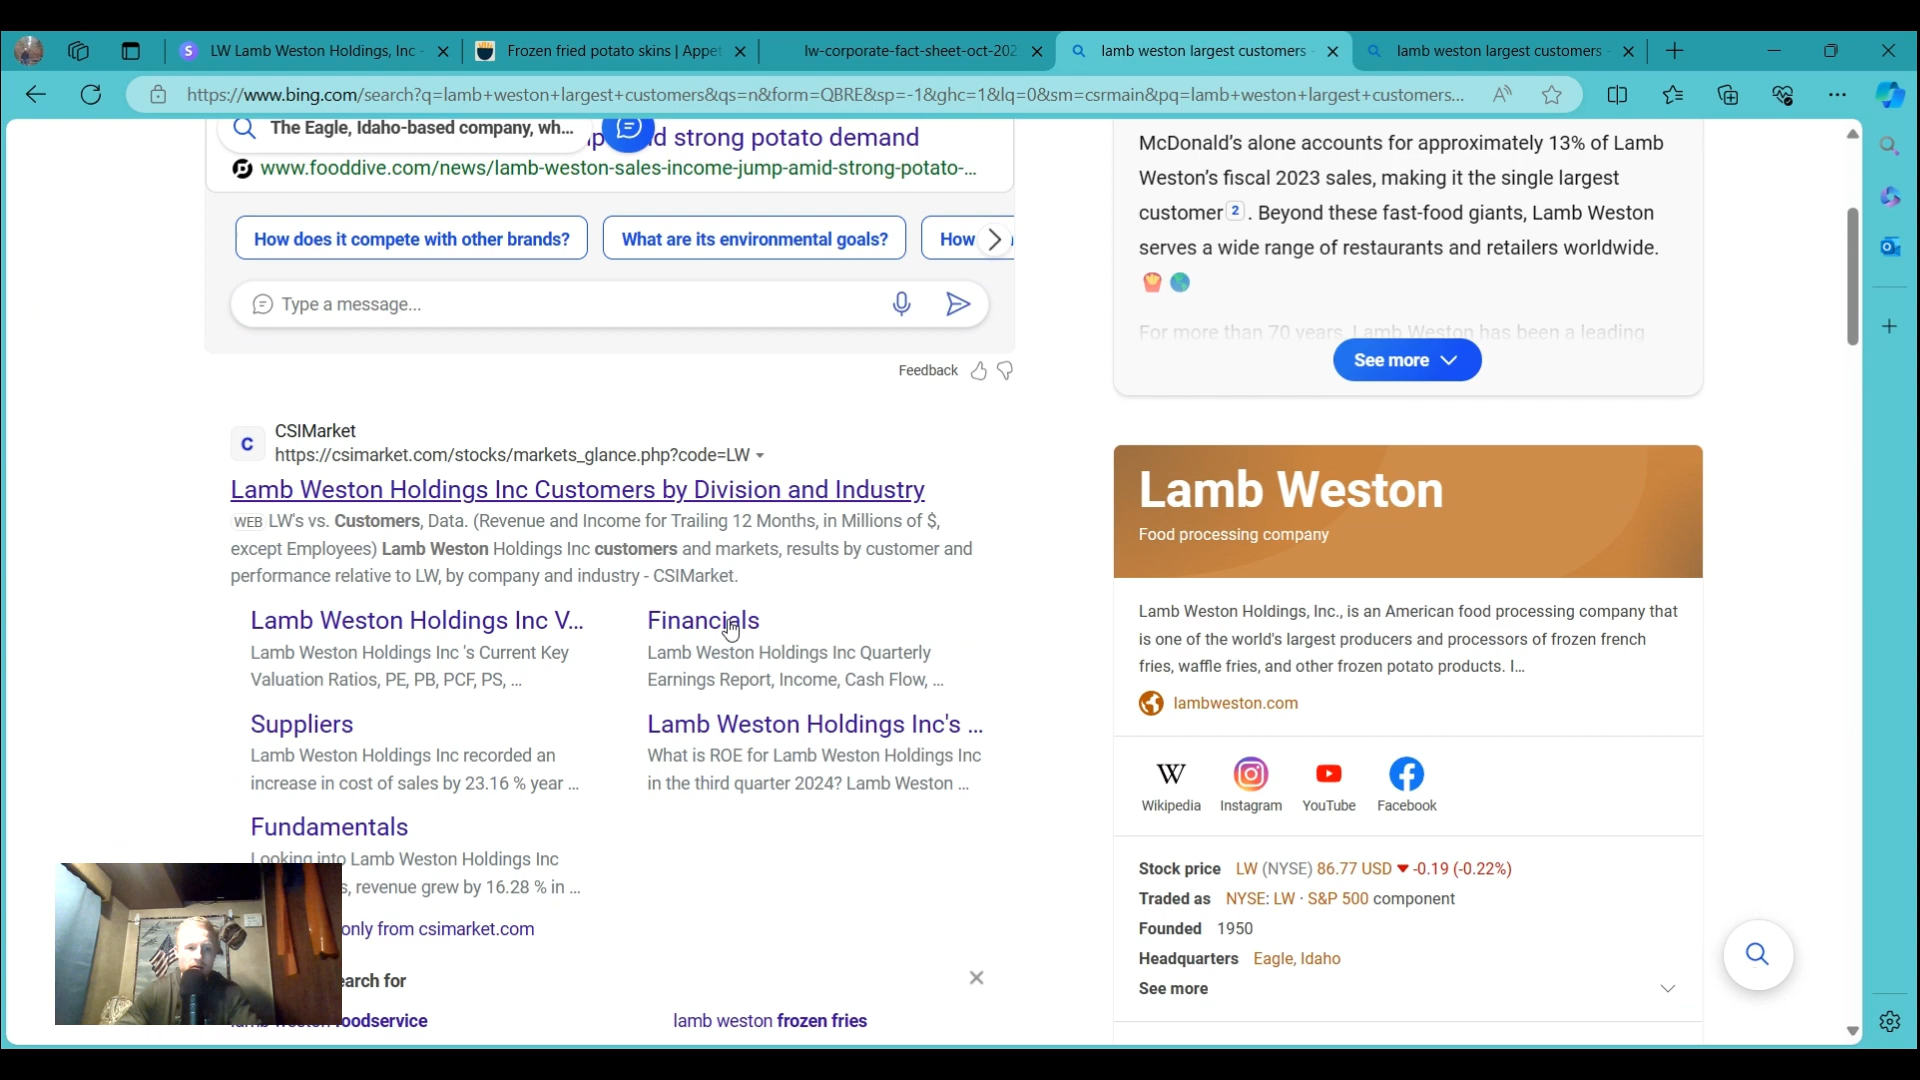 LW Lamb Weston Holdings, Inc -
Frozen fried potato skins | Appet
lw-corporate-fact-sheet-oct-202
lamb weston largest customers -
lamb weston largest customers -
https://www.bing.com/search?q=lamb+weston+largest+customers&qs=n&form=QBRE&sp=-1&ghc=1&lq=0&sm=csrmain&pq=lamb+weston+largest+customers...
The Eagle, Idaho-based company, wh...
d strong potato demand
www.fooddive.com/news/lamb-weston-sales-income-jump-amid-strong-potato-...
How does it compete with other brands?
What are its environmental goals?
How
Type a message...
Feedback
C
CSIMarket
https://csimarket.com/stocks/markets_glance.php?code=LW
Lamb Weston Holdings Inc Customers by Division and Industry
WEB LW's vs. Customers, Data. (Revenue and Income for Trailing 12 Months, in Millions of $,
except Employees) Lamb Weston Holdings Inc customers and markets, results by customer and
performance relative to LW, by company and industry - CSIMarket.
Lamb Weston Holdings Inc V...
Lamb Weston Holdings Inc 's Current Key
Valuation Ratios, PE, PB, PCF, PS, ...
Financials
Lamb Weston Holdings Inc Quarterly
Earnings Report, Income, Cash Flow, ...
Suppliers
Lamb Weston Holdings Inc recorded an
increase in cost of sales by 23.16 % year ...
Lamb Weston Holdings Inc's ...
What is ROE for Lamb Weston Holdings Inc
in the third quarter 2024? Lamb Weston ...
Fundamentals
Looking into Lamb Weston Holdings Inc
s, revenue grew by 16.28 % in ...
only from csimarket.com
earch for
lamb weston foodservice
lamb weston frozen fries
McDonald's alone accounts for approximately 13% of Lamb
Weston's fiscal 2023 sales, making it the single largest
customer 2 . Beyond these fast-food giants, Lamb Weston
serves a wide range of restaurants and retailers worldwide.
For more than 70 years, Lamb Weston has been a leading
See more
Lamb Weston
Food processing company
Lamb Weston Holdings, Inc., is an American food processing company that
is one of the world's largest producers and processors of frozen french
fries, waffle fries, and other frozen potato products. I...
lambweston.com
Wikipedia
Instagram
YouTube
Facebook
Stock price LW (NYSE) 86.77 USD ▼ -0.19 (-0.22%)
Traded as NYSE: LW · S&P 500 component
Founded 1950
Headquarters Eagle, Idaho
See more